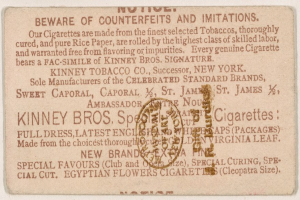 NOTICE.
BEWARE OF COUNTERFEITS AND IMITATIONS.
Our Cigarettes are made from the finest selected Tobaccos, thoroughly
cured, and pure Rice Paper, are rolled by the highest class of skilled labor,
and warranted free from flavoring or impurities. Every genuine Cigarette
bears a FAC-SIMILE of KINNEY BROS. SIGNATURE.
KINNEY TOBACCO CO., SUCCESSOR, NEW YORK.
Sole Manufacturers of the CELEBRATED STANDARD BRANDS,
SWEET CAPORAL, CAPORAL ½, ST. JAMES, ST. JAMES ½,
AMBASSADOR,
KINNEY BROS. Cigarettes:
FULL DRESS, LATEST (PACKAGES)
Made from the choicest VIRGINIA LEAF.
NEW BRANDS
SPECIAL FAVOURS (Club SPECIAL CURING, SPE-
CIAL CUT. EGYPTIAN FLOWERS CIGARETTES (Cleopatra Size).
NOTICE